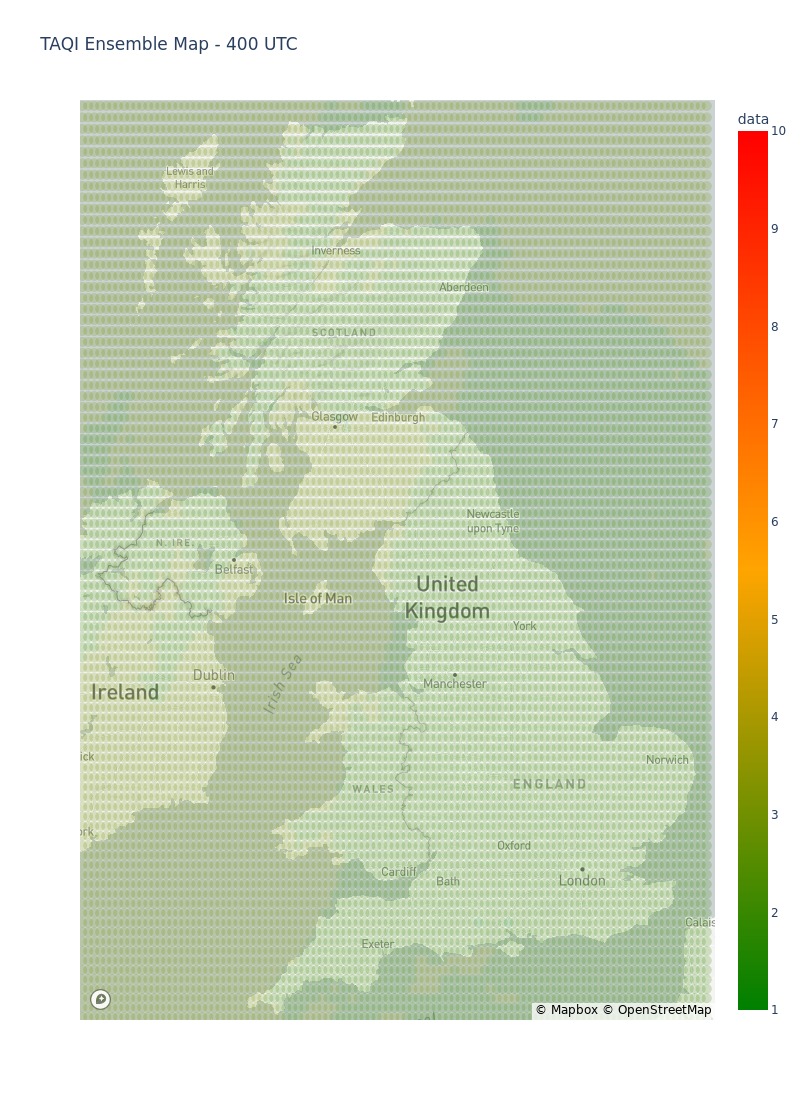 TAQI Ensemble Map - 400 UTC
data
10
9
8
7
6
5
4
3
2
1
Lewis and
Harris
Inverness
Aberdeen
SCOTLAND
Glasgow
Edinburgh
Newcastle
upon Tyne
N. IRE.
Belfast
Isle of Man
United
Kingdom
York
Irish Sea
Dublin
Ireland
Manchester
ick
Norwich
WALES
ENGLAND
ork
Oxford
Cardiff
Bath
London
Calais
Exeter
© Mapbox © OpenStreetMap